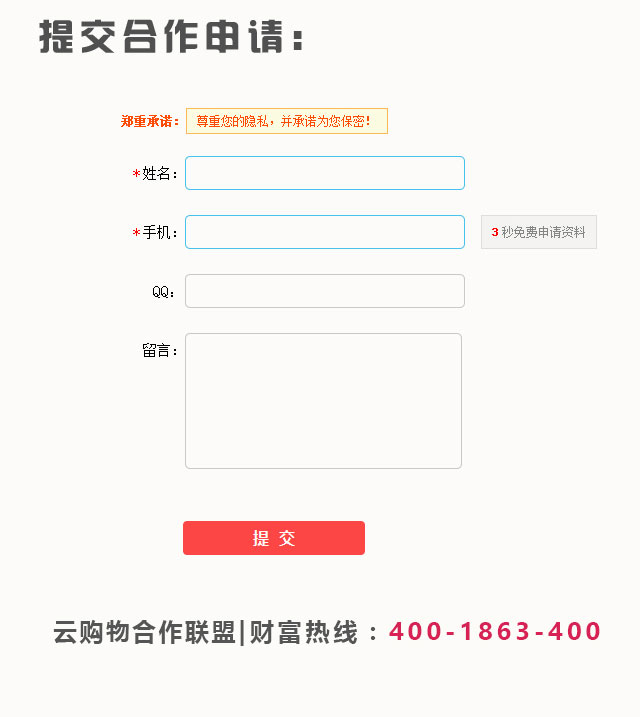 提交合作申请：
郑重承诺： 尊重您的隐私，并承诺为您保密！
*姓名：
*手机： 3 秒免费申请资料
QQ：
留言：
提 交
云购物合作联盟|财富热线：400-1863-400